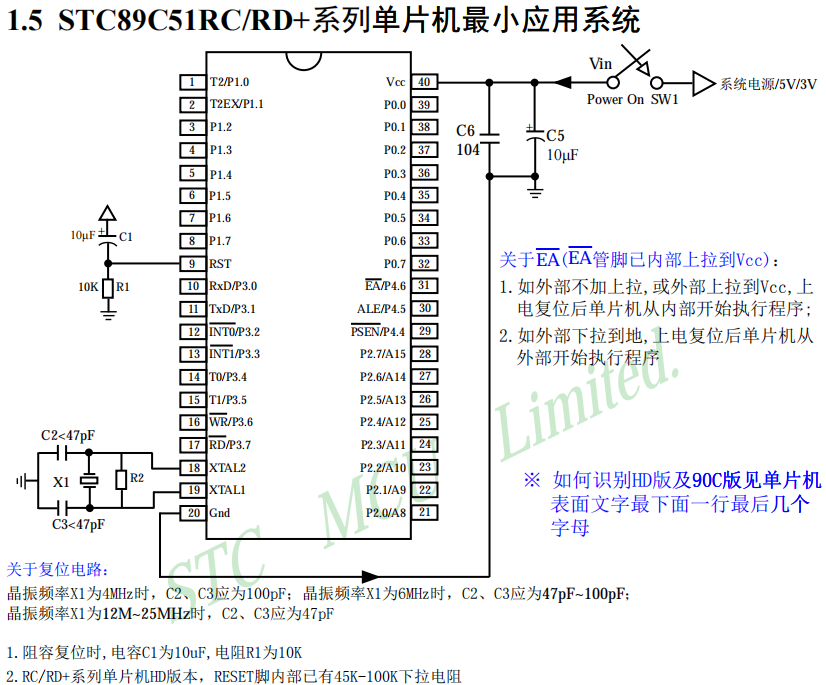 1.5 STC89C51RC/RD+系列单片机最小应用系统
1 T2/P1.0
2 T2EX/P1.1
3 P1.2
4 P1.3
5 P1.4
6 P1.5
7 P1.6
8 P1.7
9 RST
10 RxD/P3.0
11 TxD/P3.1
12 INT0/P3.2
13 INT1/P3.3
14 T0/P3.4
15 T1/P3.5
16 WR/P3.6
17 RD/P3.7
18 XTAL2
19 XTAL1
20 Gnd
Vcc 40
P0.0 39
P0.1 38
P0.2 37
P0.3 36
P0.4 35
P0.5 34
P0.6 33
P0.7 32
EA/P4.6 31
ALE/P4.5 30
PSEN/P4.4 29
P2.7/A15 28
P2.6/A14 27
P2.5/A13 26
P2.4/A12 25
P2.3/A11 24
P2.2/A10 23
P2.1/A9 22
P2.0/A8 21
10μF + C1
10K R1
C2<47pF
X1 R2
C3<47pF
C6
104
+ C5
10μF
Vin
Power On SW1
系统电源/5V/3V
关于EA(EA管脚已内部上拉到Vcc):
1.如外部不加上拉,或外部上拉到Vcc,上
电复位后单片机从内部开始执行程序;
2.如外部下拉到地,上电复位后单片机从
外部开始执行程序
※ 如何识别HD版及90C版见单片机
表面文字最下面一行最后几个
字母
STC MCU Limited.
关于复位电路:
晶振频率X1为4MHz时，C2、C3应为100pF；晶振频率X1为6MHz时，C2、C3应为47pF~100pF;
晶振频率X1为12M~25MHz时，C2、C3应为47pF
1.阻容复位时,电容C1为10uF,电阻R1为10K
2.RC/RD+系列单片机HD版本，RESET脚内部已有45K-100K下拉电阻